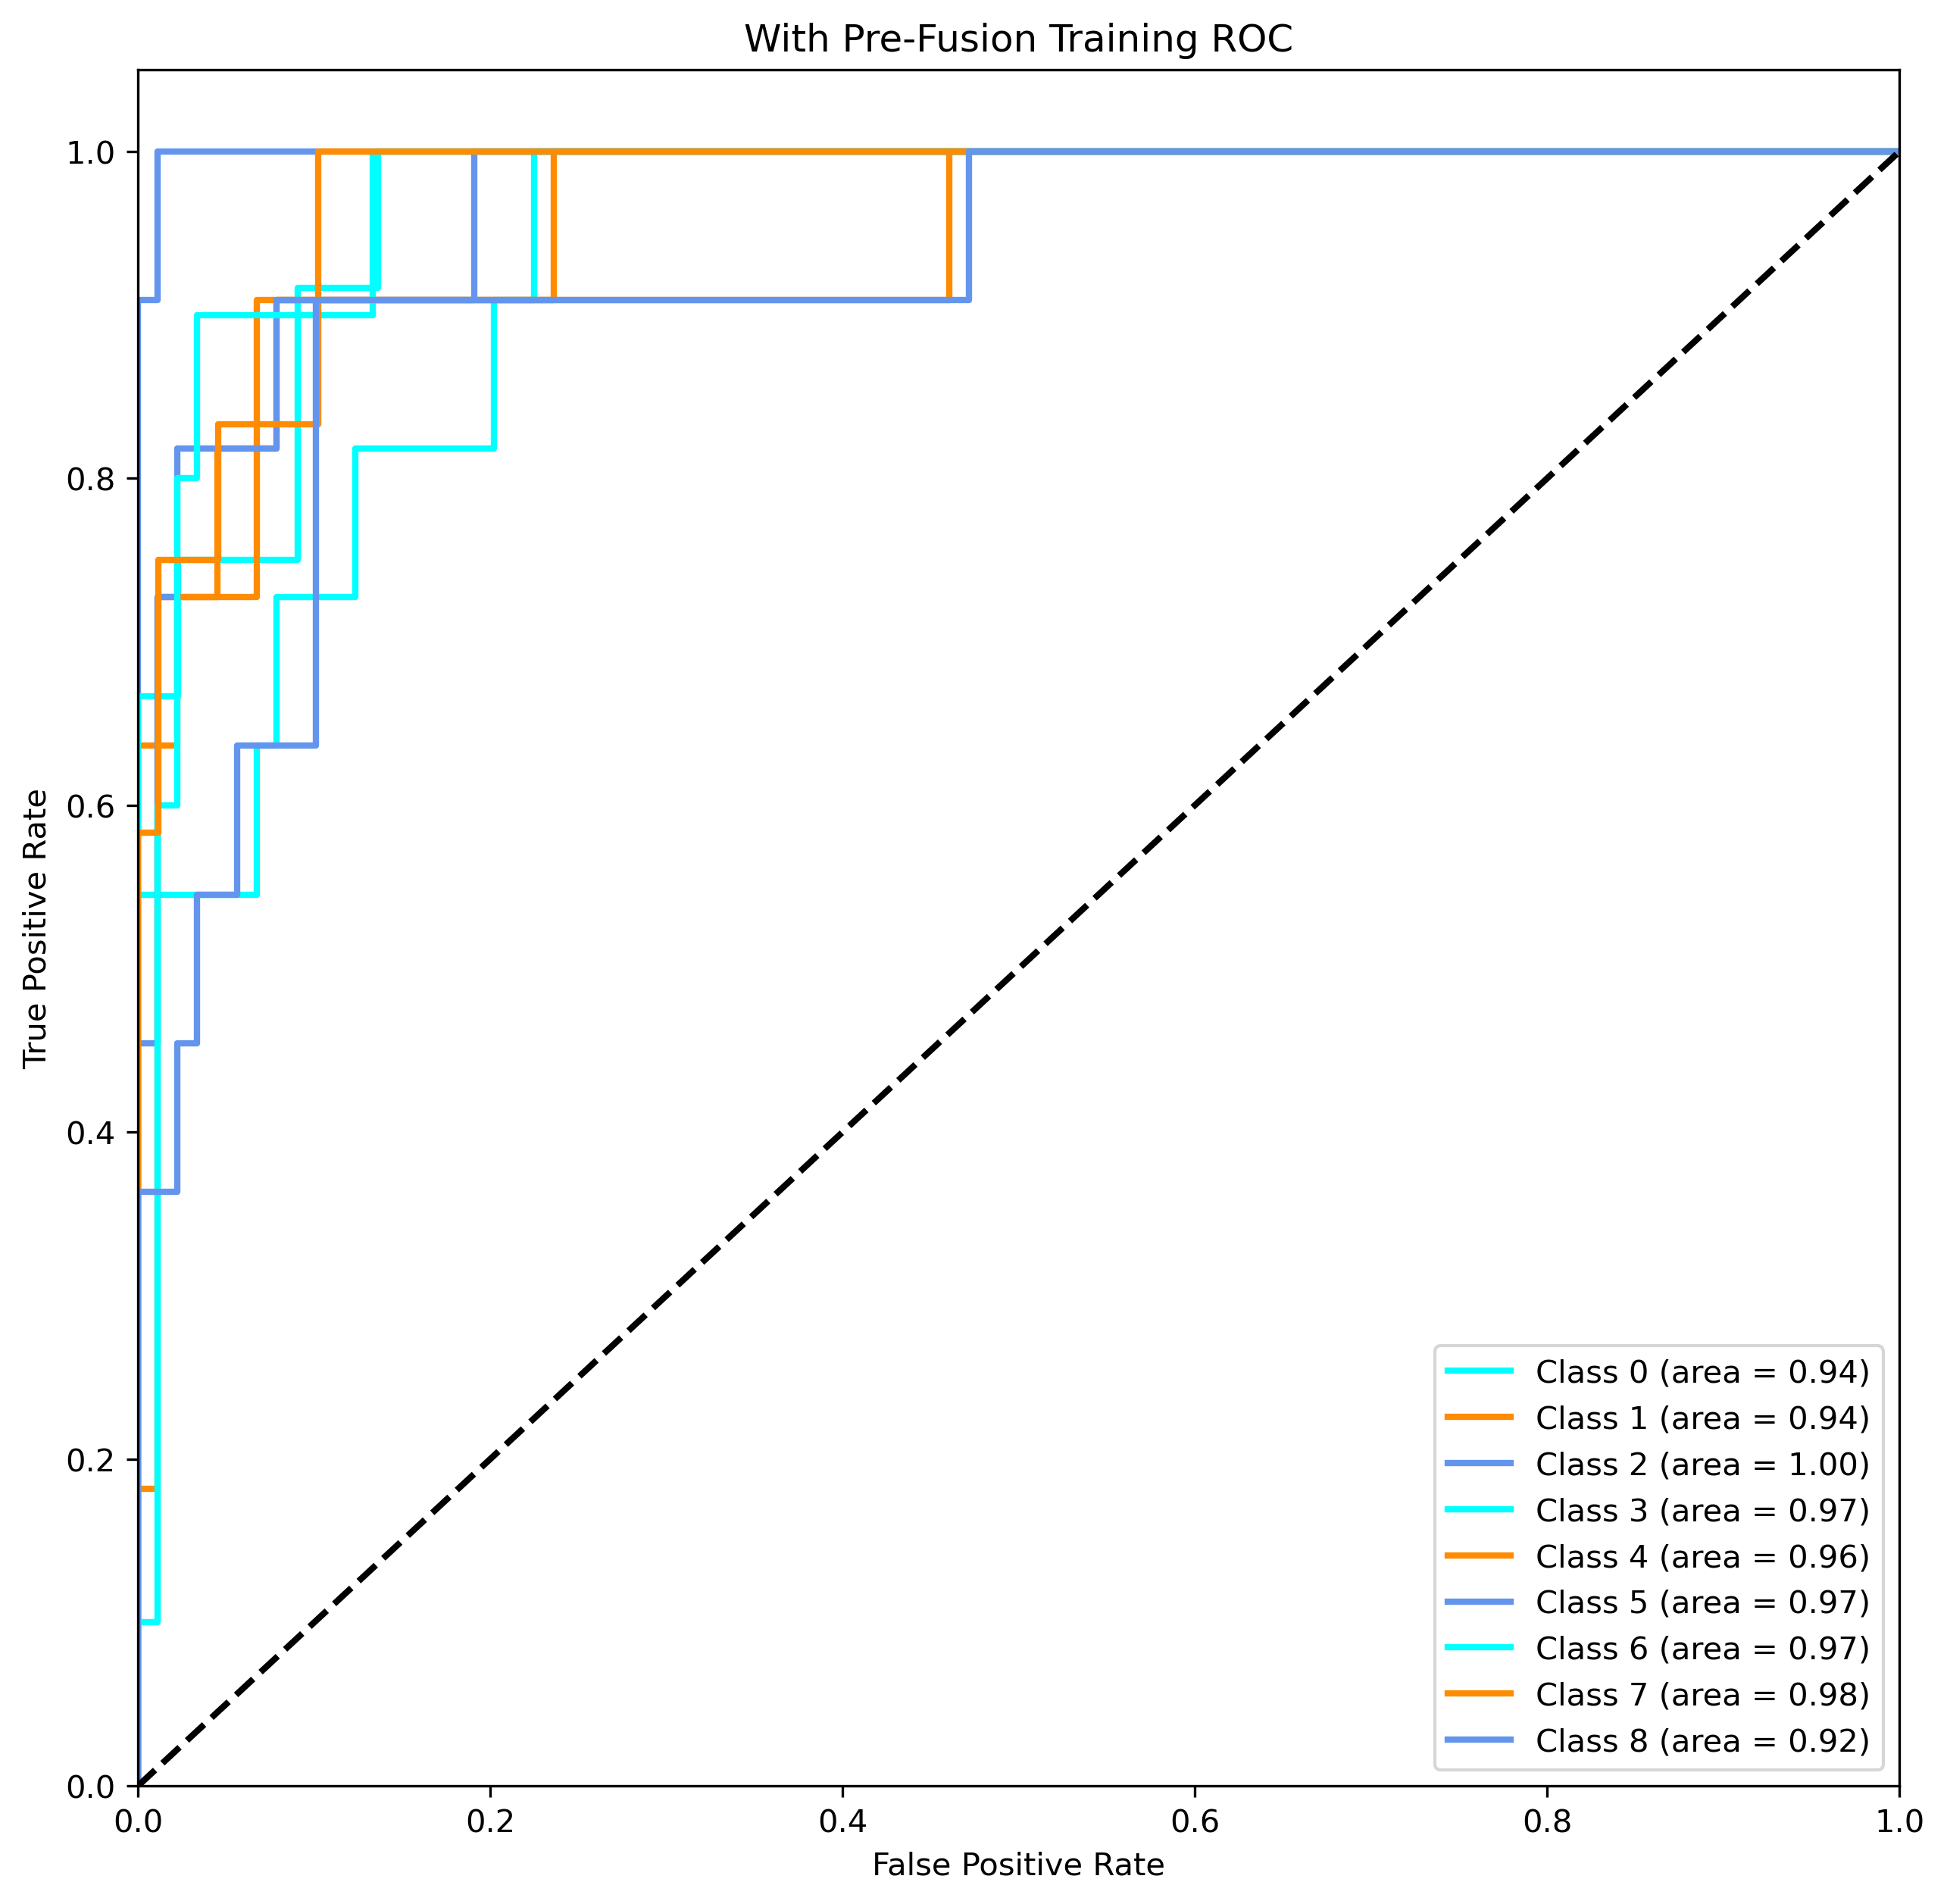 With Pre-Fusion Training ROC
1.0
0.8
0.6
0.4
0.2
0.0
True Positive Rate
0.0 0.2 0.4 0.6 0.8 1.0
False Positive Rate
Class 0 (area = 0.94)
Class 1 (area = 0.94)
Class 2 (area = 1.00)
Class 3 (area = 0.97)
Class 4 (area = 0.96)
Class 5 (area = 0.97)
Class 6 (area = 0.97)
Class 7 (area = 0.98)
Class 8 (area = 0.92)